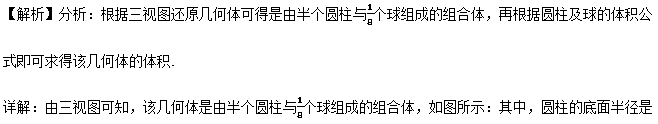 【解析】分析：根据三视图还原几何体可得是由半个圆柱与1/8个球组成的组合体，再根据圆柱及球的体积公
式即可求得该几何体的体积.
详解：由三视图可知，该几何体是由半个圆柱与1/8个球组成的组合体，如图所示：其中，圆柱的底面半径是